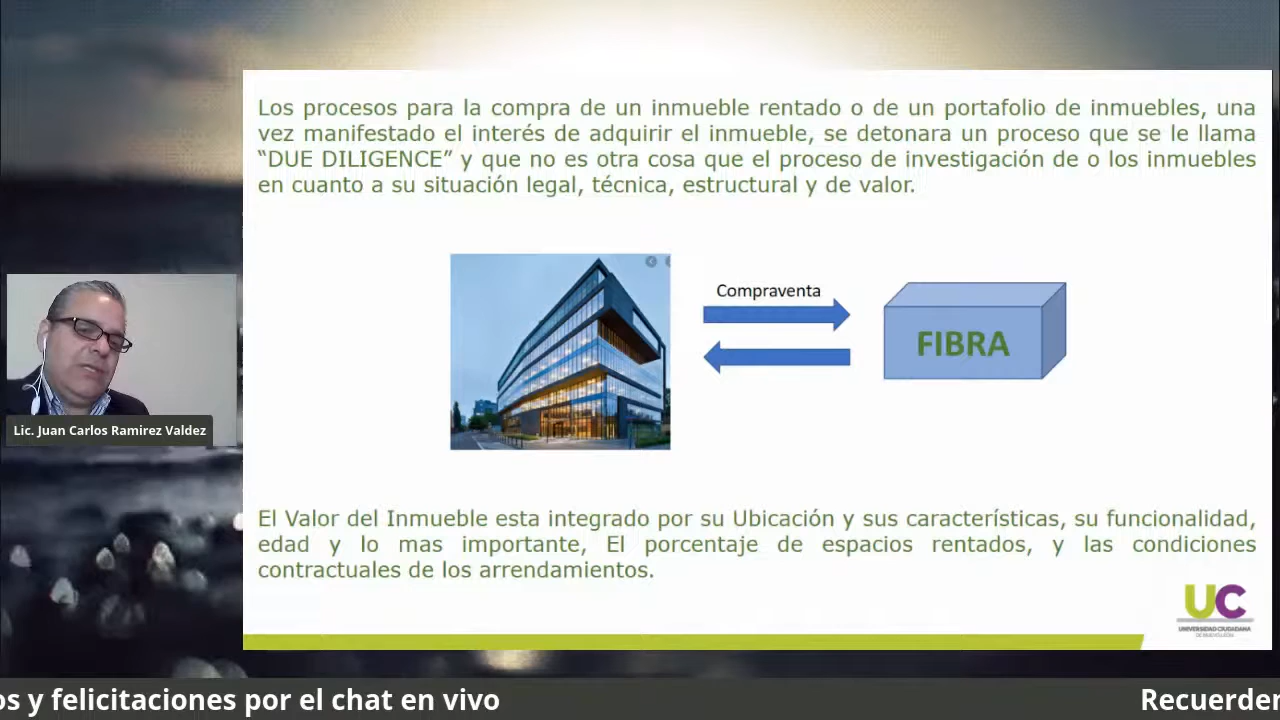 Los procesos para la compra de un inmueble rentado o de un portafolio de inmuebles, una
vez manifestado el interés de adquirir el inmueble, se detonara un proceso que se le llama
“DUE DILIGENCE” y que no es otra cosa que el proceso de investigación de o los inmuebles
en cuanto a su situación legal, técnica, estructural y de valor.
Compraventa
FIBRA
Lic. Juan Carlos Ramirez Valdez
El Valor del Inmueble esta integrado por su Ubicación y sus características, su funcionalidad,
edad y lo mas importante, El porcentaje de espacios rentados, y las condiciones
contractuales de los arrendamientos.
UC
UNIVERSIDAD CIUDADANA
DE NUEVO LEÓN
os y felicitaciones por el chat en vivo
Recuerden